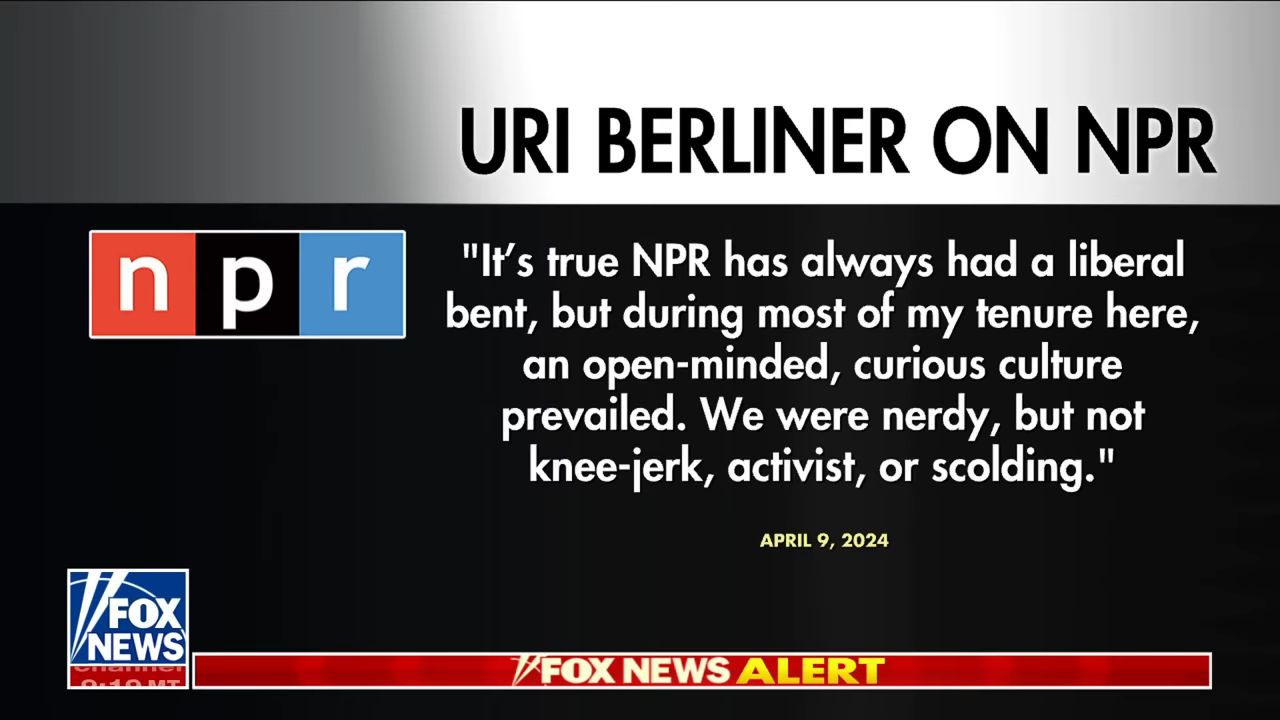 URI BERLINER ON NPR
npr
"It’s true NPR has always had a liberal
bent, but during most of my tenure here,
an open-minded, curious culture
prevailed. We were nerdy, but not
knee-jerk, activist, or scolding."
APRIL 9, 2024
FOX
NEWS
FOX NEWS ALERT